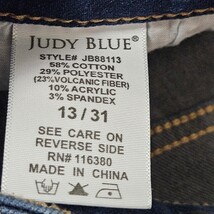 JUDY BLUE®
STYLE# JB88113
58% COTTON
29% POLYESTER
(23%VOLCANIC FIBER)
10% ACRYLIC
3% SPANDEX
13 / 31
SEE CARE ON
REVERSE SIDE
RN# 116380
MADE IN CHINA